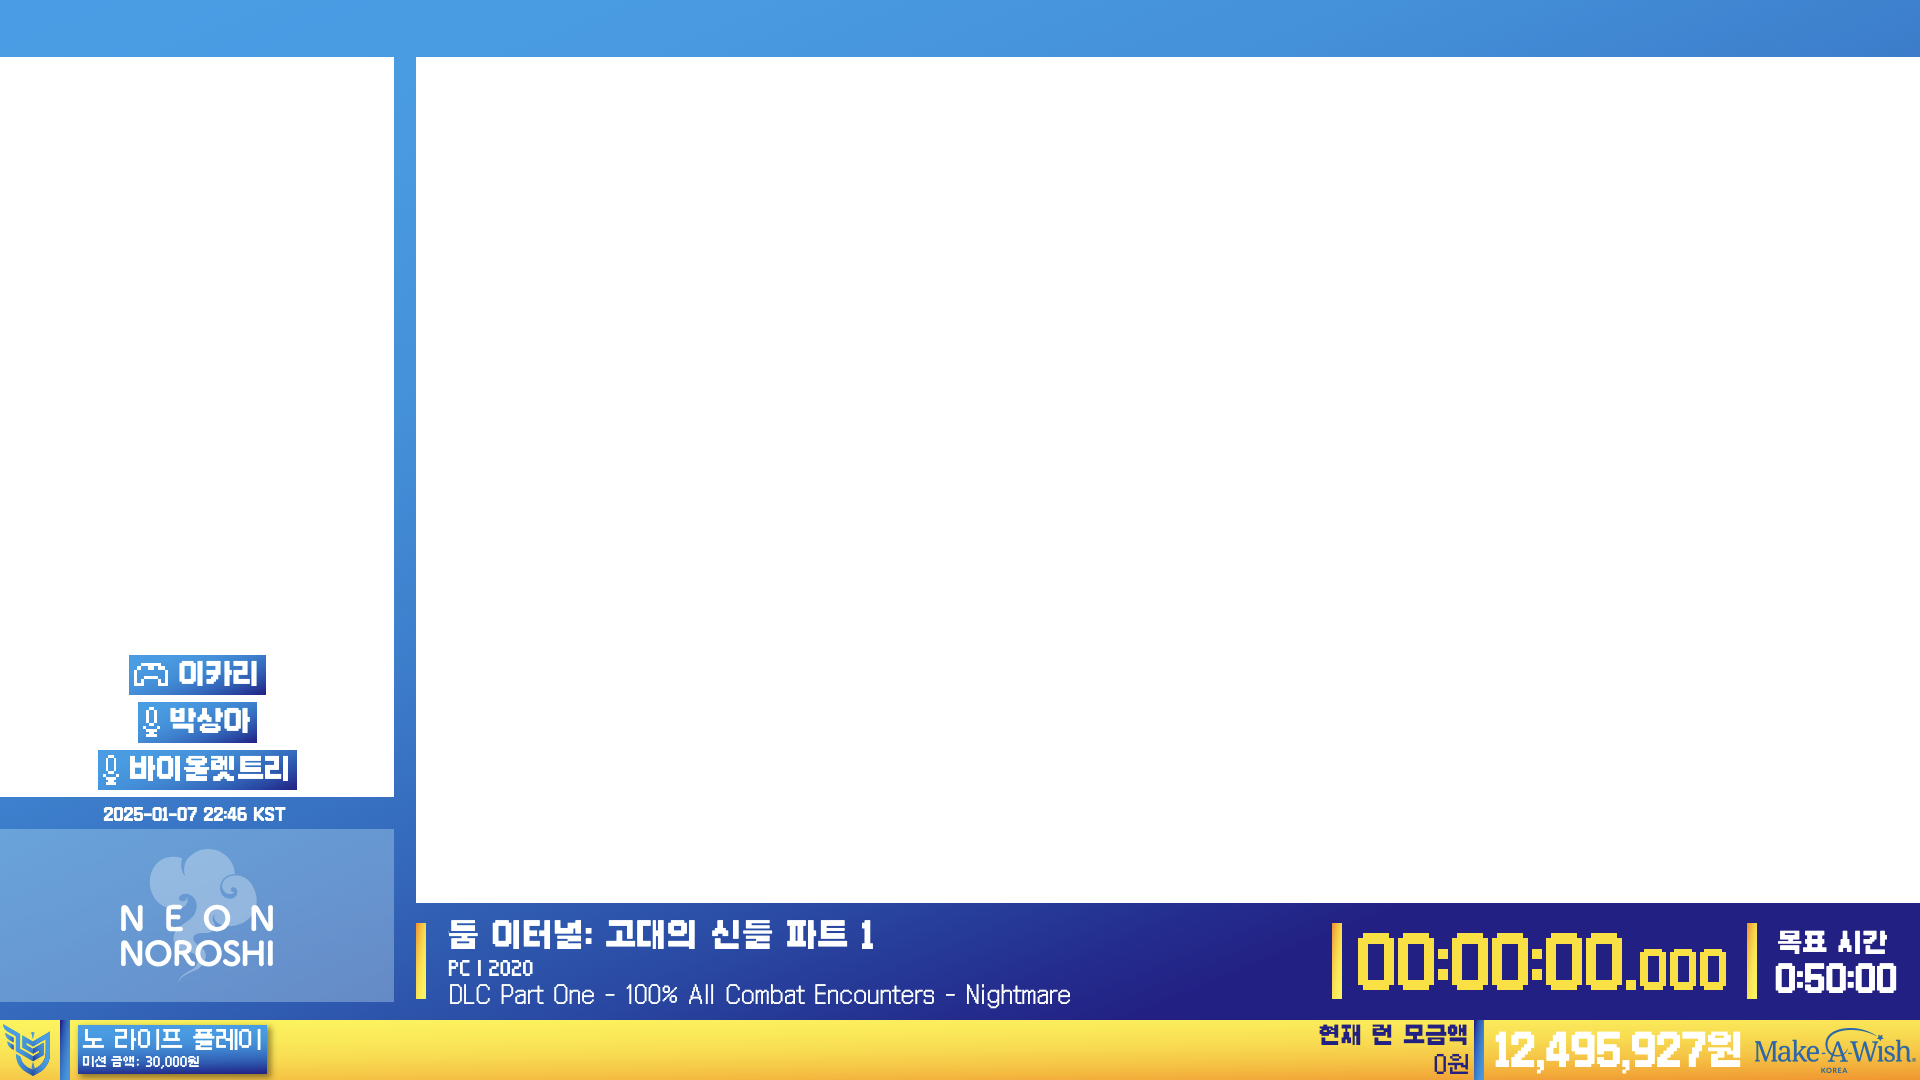 이카리
박상아
바이올렛트리
2025-01-07 22:46 KST
NEON
NOROSHI
둠 이터널: 고대의 신들 파트 1
PC | 2020
DLC Part One - 100% All Combat Encounters - Nightmare
00:00:00.000
목표 시간
0:50:00
노 라이프 플레이
미션 금액: 30,000원
현재 런 모금액
0원
12,495,927원
Make-A-Wish.
KOREA